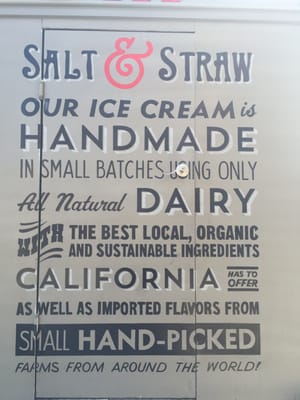 SALT & STRAW
OUR ICE CREAM is
HANDMADE
IN SMALL BATCHES USING ONLY
All Natural DAIRY
WITH THE BEST LOCAL, ORGANIC
AND SUSTAINABLE INGREDIENTS
CALIFORNIA HAS TO OFFER
AS WELL AS IMPORTED FLAVORS FROM
SMALL HAND-PICKED
FARMS FROM AROUND THE WORLD!